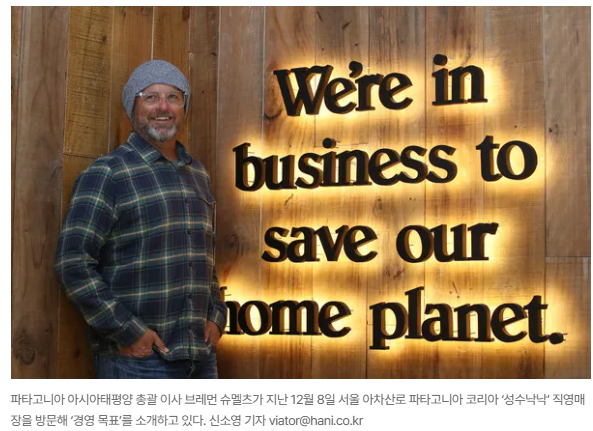 We're in
business to
save our
home planet.
파타고니아 아시아태평양 총괄 이사 브레먼 슈멜츠가 지난 12월 8일 서울 아차산로 파타고니아 코리아 ‘성수낙낙’ 직영매
장을 방문해 ‘경영 목표’를 소개하고 있다. 신소영 기자 viator@hani.co.kr